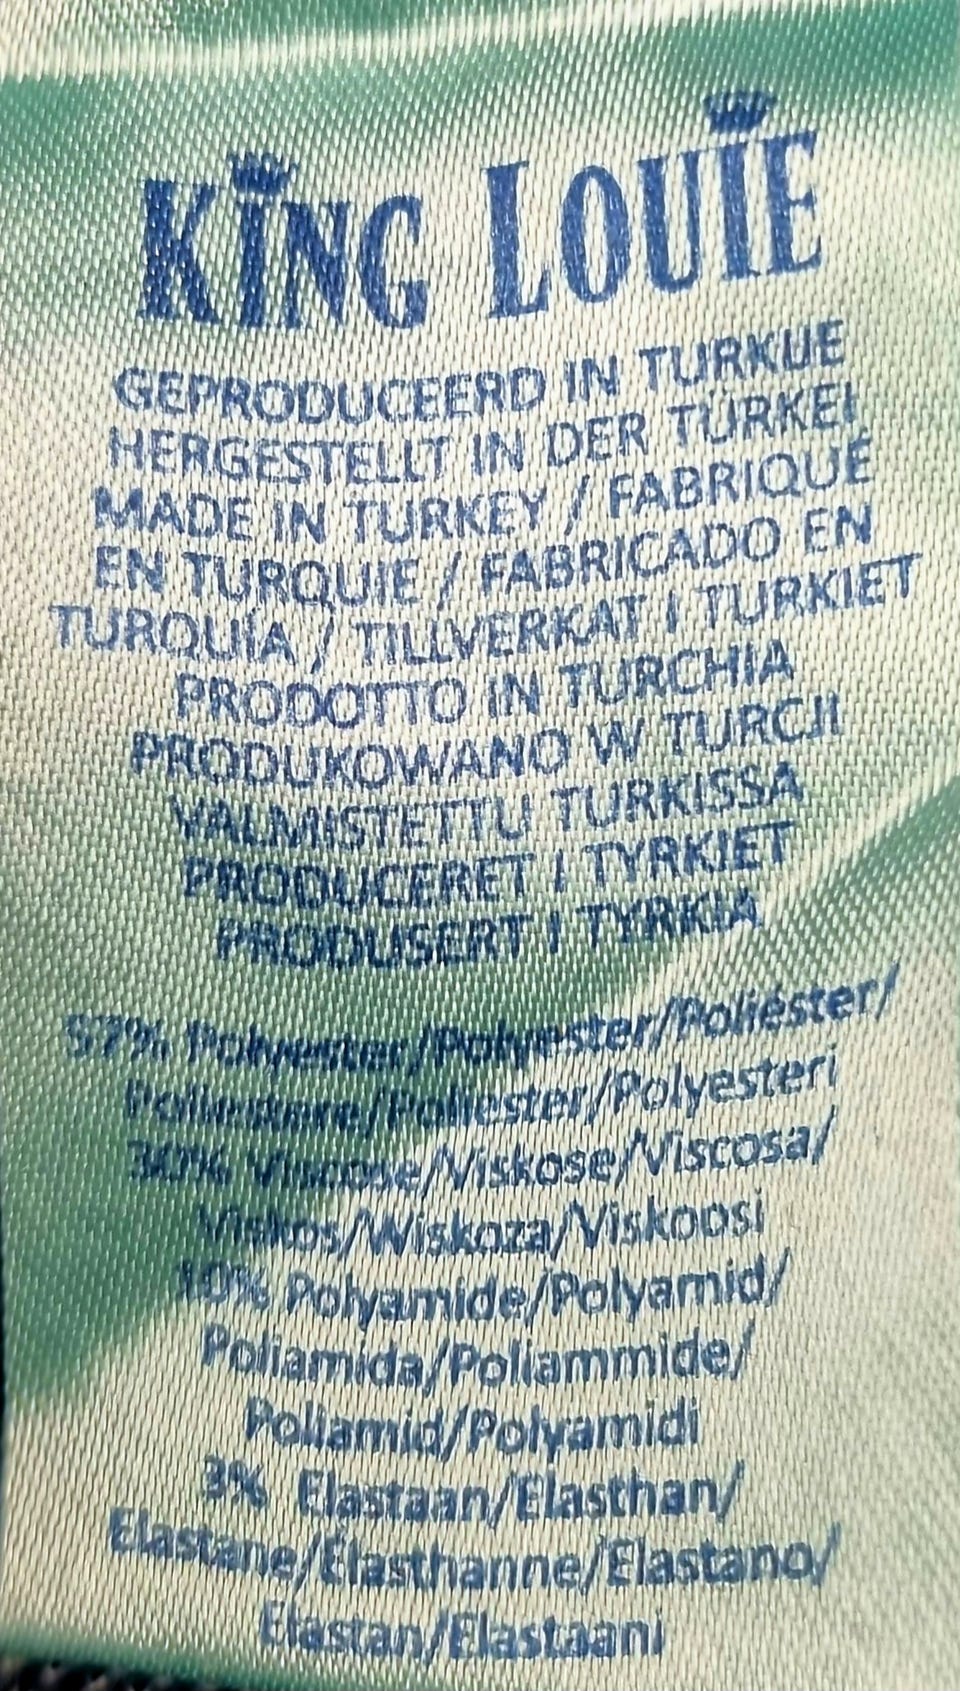 KING LOUIE
GEPRODUCEERD IN TURKIJE
HERGESTELLT IN DER TÜRKEI
MADE IN TURKEY / FABRIQUÉ
EN TURQUIE / FABRICADO EN
TURQUÍA / TILLVERKAT I TURKIET
PRODOTTO IN TURCHIA
PRODUKOWANO W TURCJI
VALMISTETTU TURKISSA
PRODUCERET I TYRKIET
PRODUSERT I TYRKIA
57% Polyester/Polyester/Poliéster/
Poliestere/Poliester/Polyesteri
30% Viscose/Viskose/Viscosa/
Viskos/Wiskoza/Viskoosi
10% Polyamide/Polyamid/
Poliamida/Poliammide/
Poliamid/Polyamidi
3% Elastaan/Elasthan/
Elastane/Élasthanne/Elastano/
Elastan/Elastaani